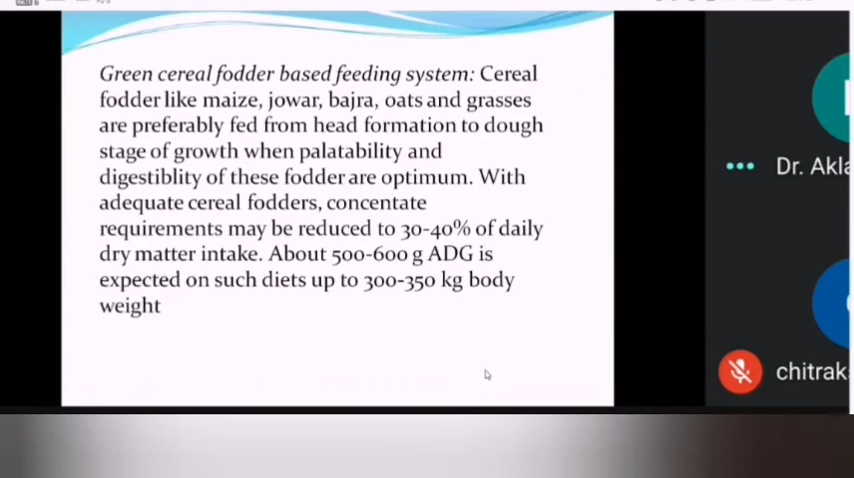 Green cereal fodder based feeding system: Cereal
fodder like maize, jowar, bajra, oats and grasses
are preferably fed from head formation to dough
stage of growth when palatability and
digestiblity of these fodder are optimum. With
adequate cereal fodders, concentrate
requirements may be reduced to 30-40% of daily
dry matter intake. About 500-600 g ADG is
expected on such diets up to 300-350 kg body
weight
Dr. Akla
chitrak